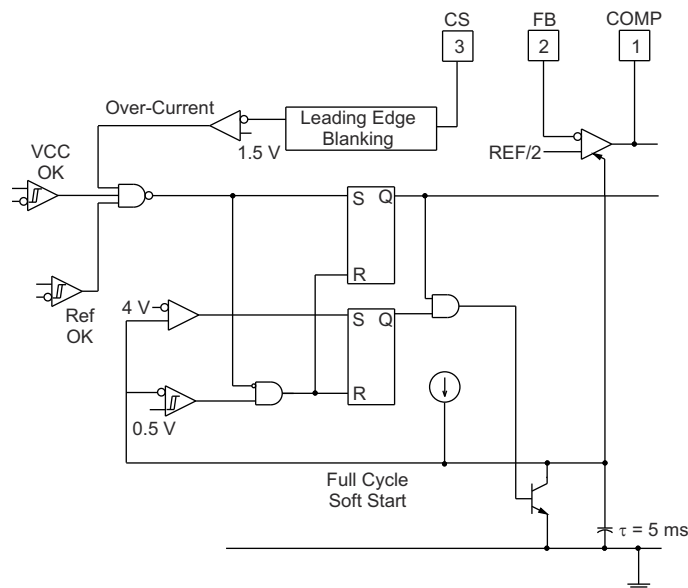 CS
FB
COMP
3
2
1
Over-Current
Leading Edge
Blanking
1.5 V
REF/2
VCC
OK
S
Q
R
Ref
OK
4 V
S
Q
R
0.5 V
Full Cycle
Soft Start
τ = 5 ms